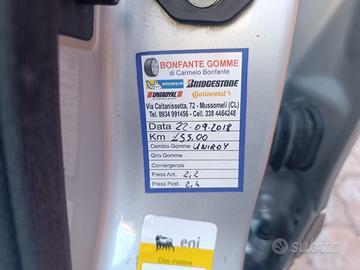 BONFANTE GOMME
di Carmelo Bonfante
MICHELIN BRIDGESTONE
UNIROYAL Continental
Via Caltanissetta, 72 - Mussomeli (CL)
Tel. 0934 991456 - Cell. 338 4464248
Data 22-09.2018
Km 255.00
Cambio Gomme UNIROY
Giro Gomme
Convergenza
Press Ant. 2,2
Press Post. 2,4
eni
Olio motore
subito